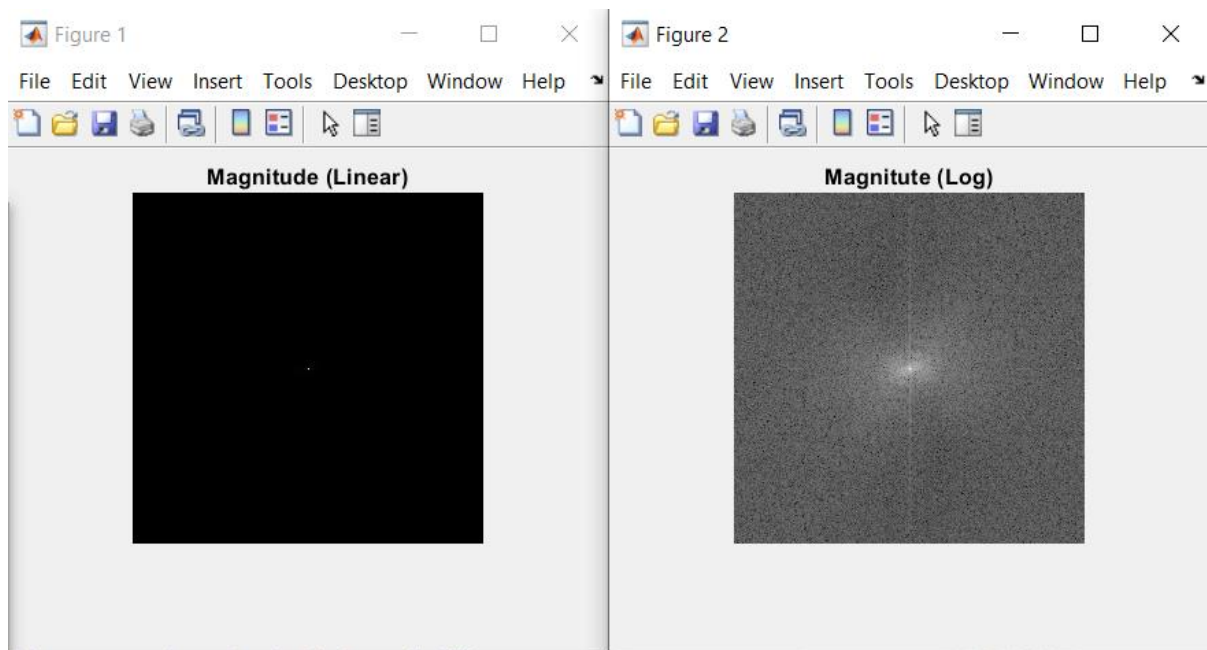 Figure 1
File Edit View Insert Tools Desktop Window Help
Magnitude (Linear)
Figure 2
File Edit View Insert Tools Desktop Window Help
Magnitute (Log)